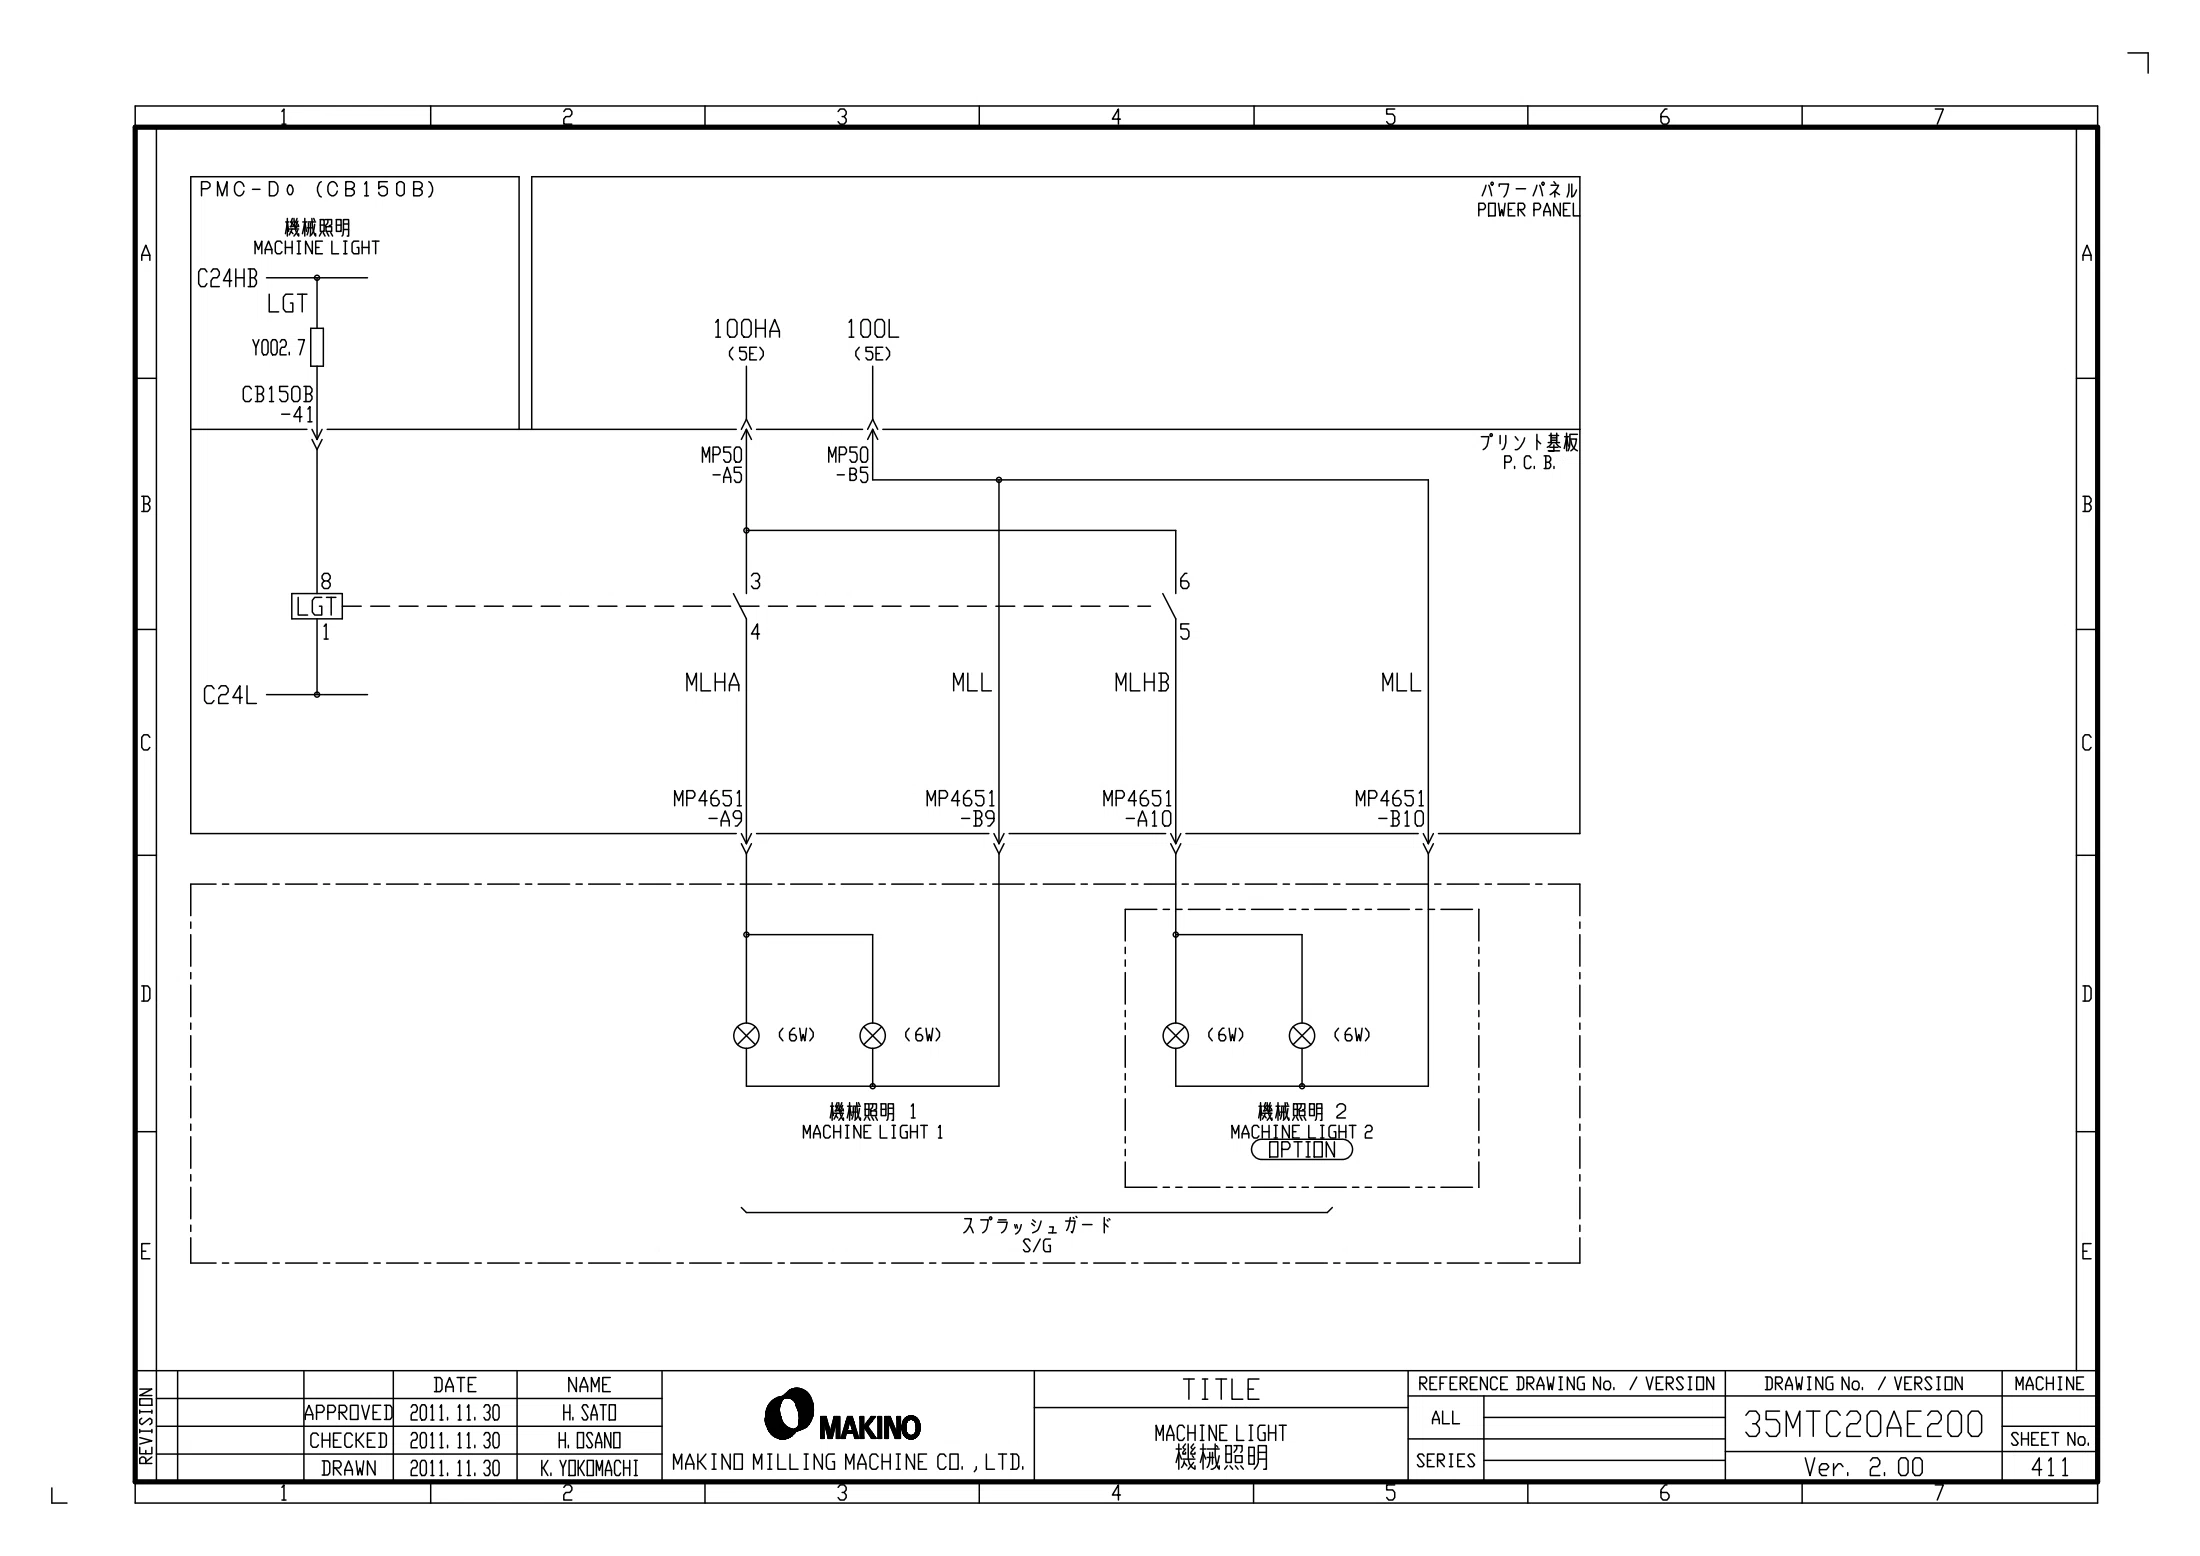 1 2 3 4 5 6 7
PMC-Do (CB150B)
機械照明
MACHINE LIGHT
C24HB
LGT
Y002.7
CB150B
-41
パワーパネル
POWER PANEL
100HA
(5E)
100L
(5E)
A
A
プリント基板
P.C.B.
MP50
-A5
MP50
-B5
B
B
8
LGT
1
3
4
6
5
C24L
MLHA
MLL
MLHB
MLL
C
C
MP4651
-A9
MP4651
-B9
MP4651
-A10
MP4651
-B10
D
D
(6W)
(6W)
(6W)
(6W)
機械照明 1
MACHINE LIGHT 1
機械照明 2
MACHINE LIGHT 2
OPTION
スプラッシュガード
S/G
E
E
REVISION
DATE NAME
APPROVED 2011.11.30 H.SATO
CHECKED 2011.11.30 H.OSANO
DRAWN 2011.11.30 K.YOKOMACHI
MAKINO
MAKINO MILLING MACHINE CO.,LTD.
TITLE
MACHINE LIGHT
機械照明
REFERENCE DRAWING No. / VERSION
ALL
SERIES
DRAWING No. / VERSION
35MTC20AE200
Ver. 2.00
MACHINE
SHEET No.
411
1 2 3 4 5 6 7